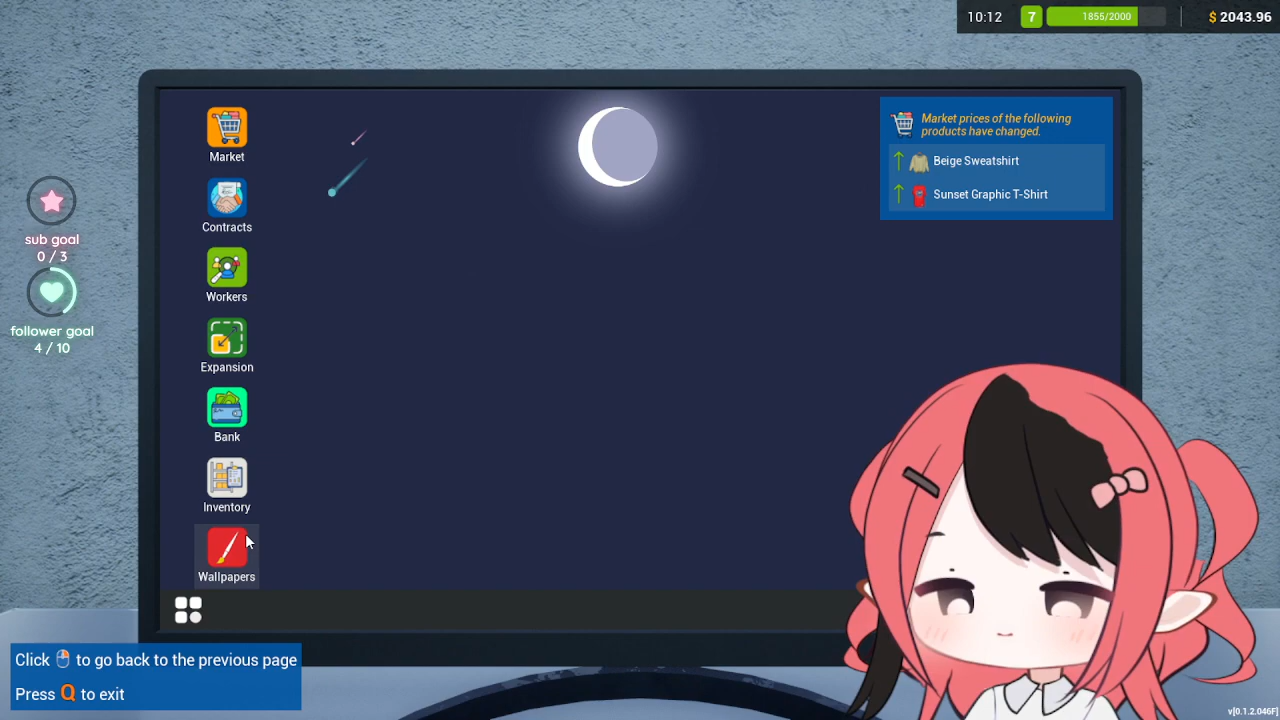 10:12
7
1855/2000
$ 2043.96
Market
Contracts
Workers
Expansion
Bank
Inventory
Wallpapers
Market prices of the following
products have changed.
Beige Sweatshirt
Sunset Graphic T-Shirt
sub goal
0 / 3
follower goal
4 / 10
Click to go back to the previous page
Press Q to exit
v[0.1.2.046F]